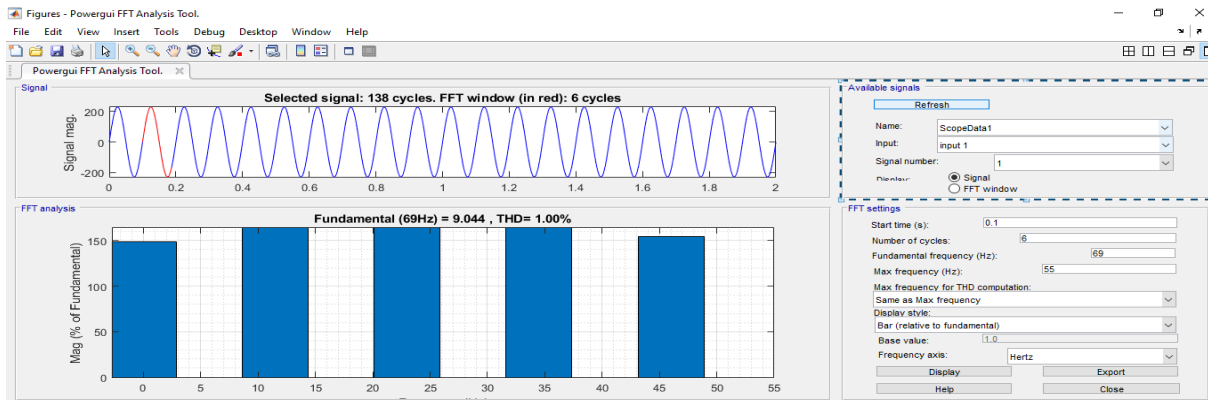 Figures - Powergui FFT Analysis Tool.
File Edit View Insert Tools Debug Desktop Window Help
Powergui FFT Analysis Tool.
Signal
Selected signal: 138 cycles. FFT window (in red): 6 cycles
Signal mag.
200
0
-200
0 0.2 0.4 0.6 0.8 1 1.2 1.4 1.6 1.8 2
FFT analysis
Fundamental (69Hz) = 9.044 , THD= 1.00%
Mag (% of Fundamental)
150
100
50
0
0 5 10 15 20 25 30 35 40 45 50 55
Available signals
Refresh
Name: ScopeData1
Input: input 1
Signal number: 1
Display: Signal
FFT window
FFT settings
Start time (s): 0.1
Number of cycles: 6
Fundamental frequency (Hz): 69
Max frequency (Hz): 55
Max frequency for THD computation:
Same as Max frequency
Display style:
Bar (relative to fundamental)
Base value: 1.0
Frequency axis: Hertz
Display Export
Help Close